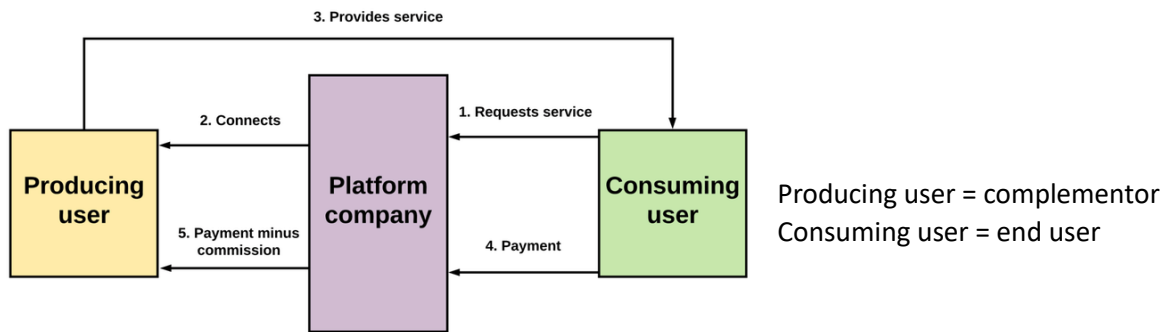 3. Provides service
1. Requests service
2. Connects
Producing
user
Platform
company
Consuming
user
5. Payment minus
commission
4. Payment
Producing user = complementor
Consuming user = end user